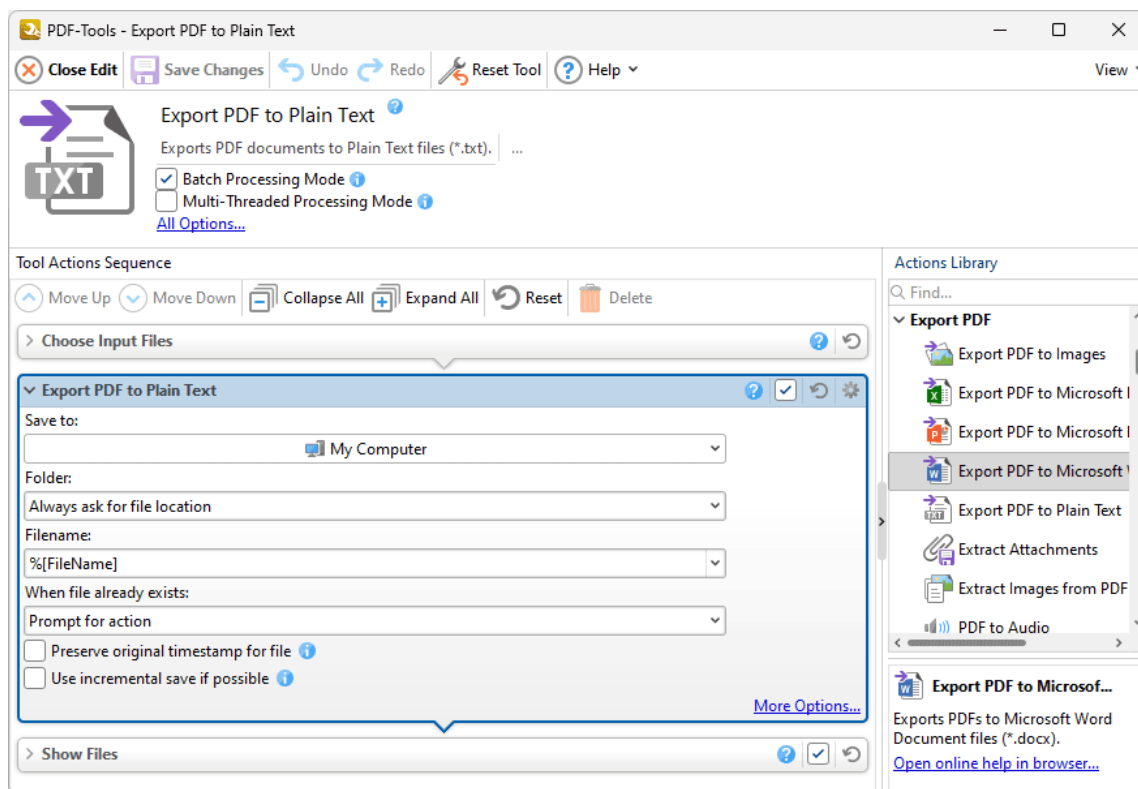 PDF-Tools - Export PDF to Plain Text
Close Edit Save Changes Undo Redo Reset Tool ? Help View
Export PDF to Plain Text ?
Exports PDF documents to Plain Text files (*.txt). ...
TXT
Batch Processing Mode
Multi-Threaded Processing Mode
All Options...
Tool Actions Sequence
Move Up Move Down Collapse All Expand All Reset Delete
Choose Input Files ?
Export PDF to Plain Text ?
Save to:
My Computer
Folder:
Always ask for file location
Filename:
%[FileName]
When file already exists:
Prompt for action
Preserve original timestamp for file
Use incremental save if possible
More Options...
Show Files ?
Actions Library
Find...
Export PDF
Export PDF to Images
Export PDF to Microsoft
Export PDF to Microsoft
Export PDF to Microsoft
TXT Export PDF to Plain Text
Extract Attachments
Extract Images from PDF
PDF to Audio
Export PDF to Microsof...
Exports PDFs to Microsoft Word
Document files (*.docx).
Open online help in browser...